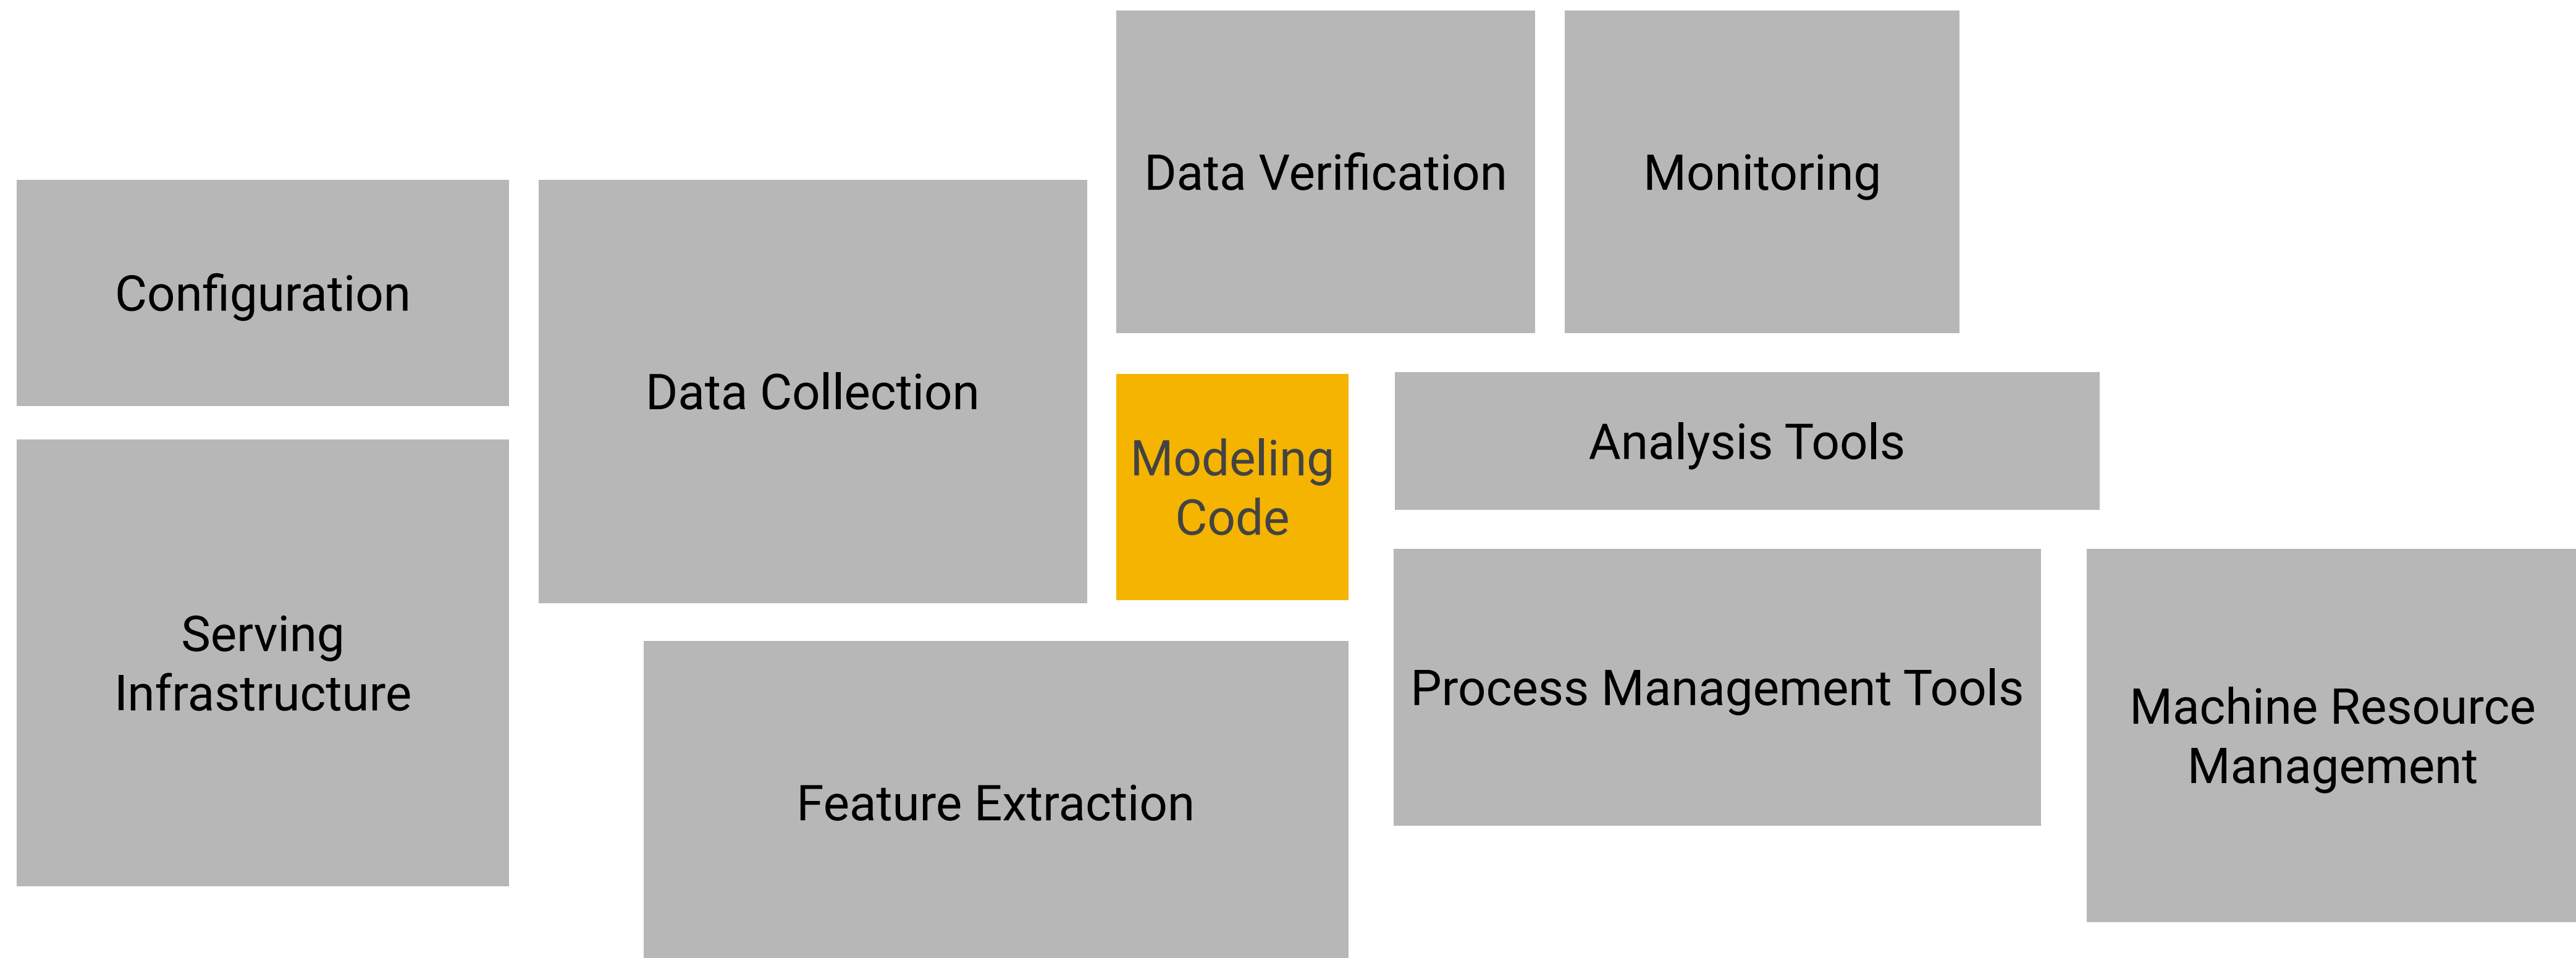 Data Verification
Monitoring
Configuration
Data Collection
Modeling
Code
Analysis Tools
Serving
Infrastructure
Feature Extraction
Process Management Tools
Machine Resource
Management